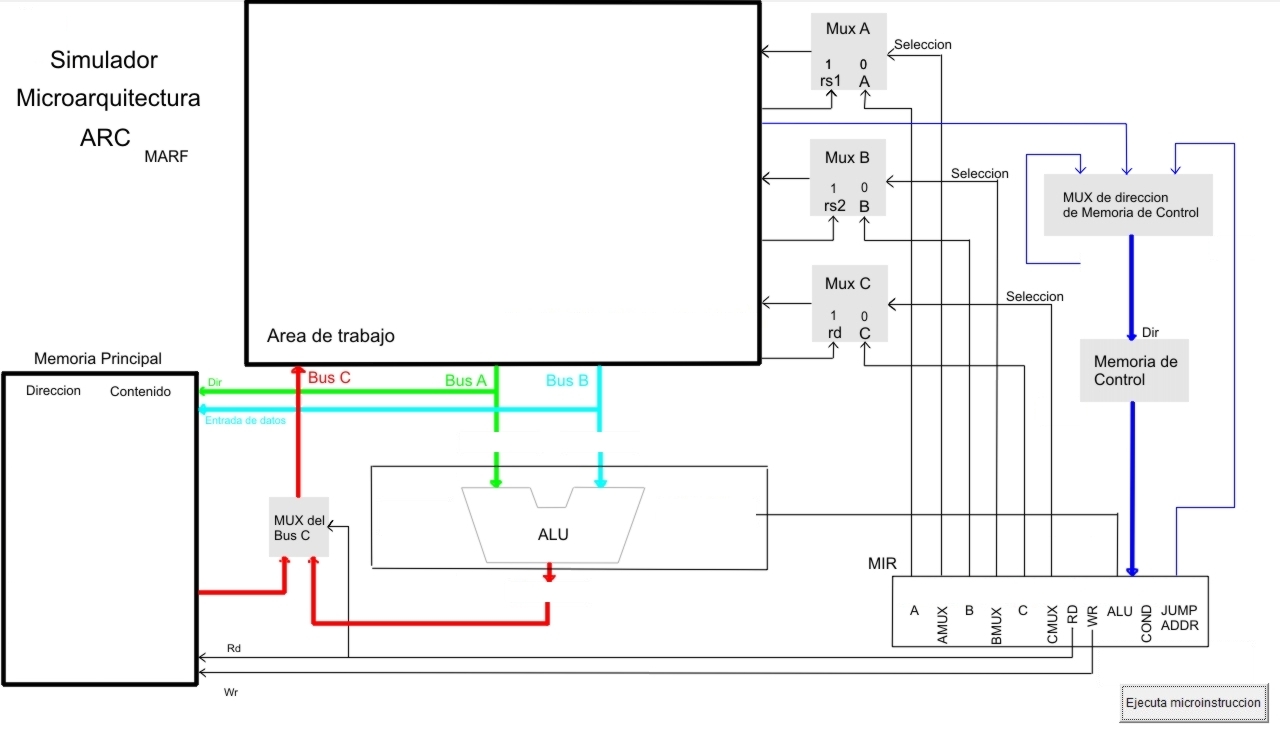 Simulador
Microarquitectura
ARC
MARF
Mux A
1 0
rs1 A
Seleccion
Mux B
1 0
rs2 B
Seleccion
MUX de direccion
de Memoria de Control
Mux C
1 0
rd C
Seleccion
Dir
Memoria de
Control
Area de trabajo
Memoria Principal
Direccion Contenido
Dir
Entrada de datos
Bus C
Bus A
Bus B
MUX del
Bus C
ALU
MIR
A
AMUX
B
BMUX
C
CMUX
RD
WR
ALU
COND
JUMP
ADDR
Rd
Wr
Ejecuta microinstruccion